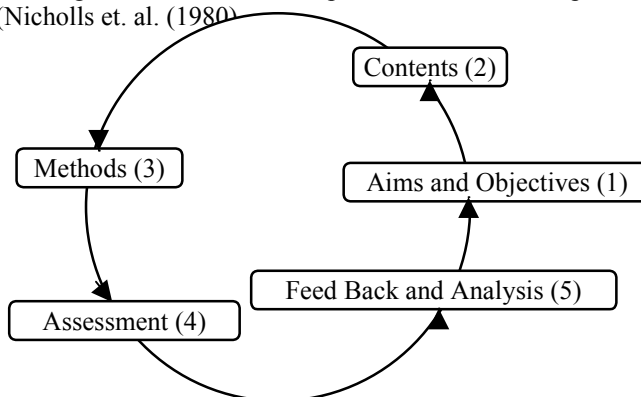 (Nicholls et. al. (1980)
Contents (2)
Methods (3)
Aims and Objectives (1)
Feed Back and Analysis (5)
Assessment (4)